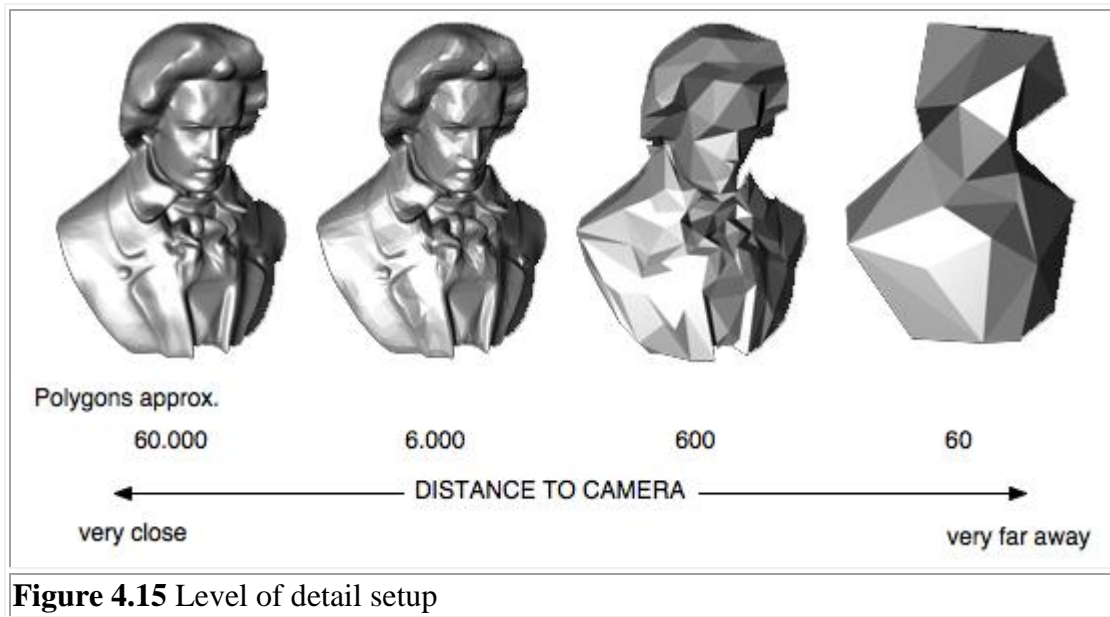 Polygons approx.
60.000 6.000 600 60
DISTANCE TO CAMERA
very close very far away
Figure 4.15 Level of detail setup